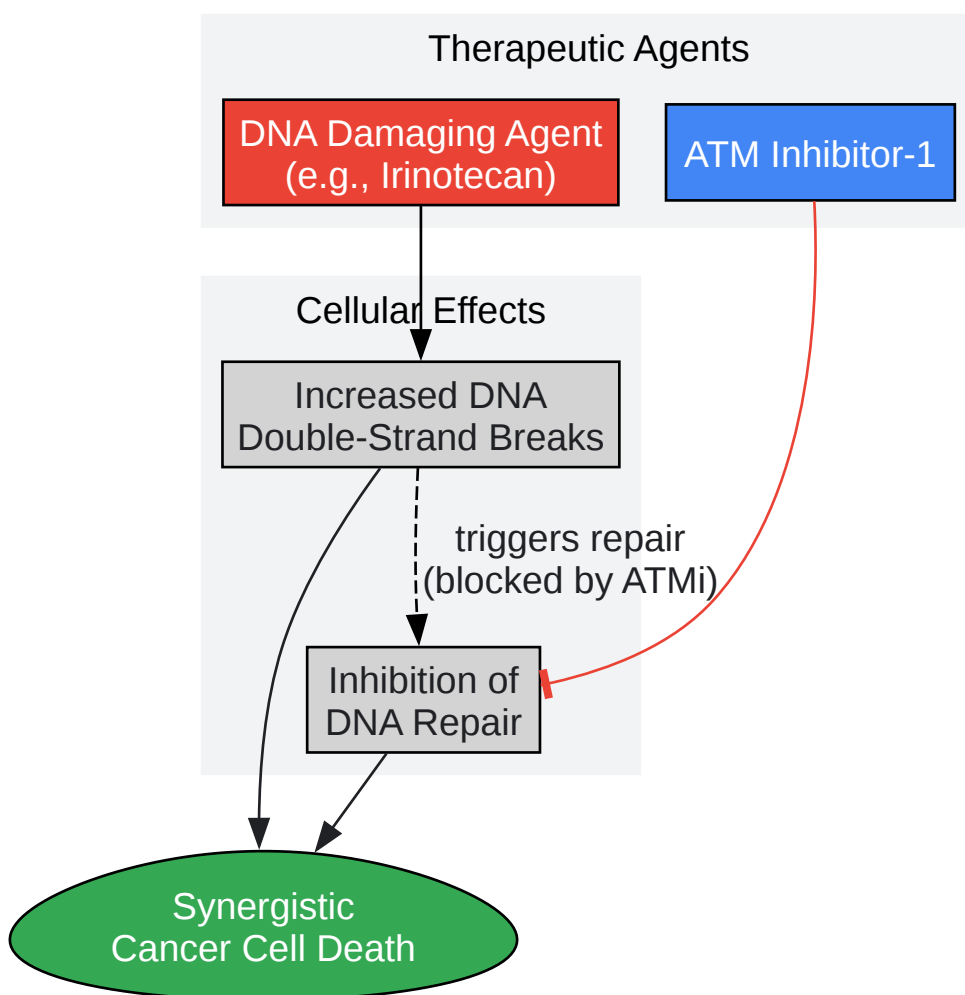 Therapeutic Agents
DNA Damaging Agent
(e.g., Irinotecan)
ATM Inhibitor-1
Cellular Effects
Increased DNA
Double-Strand Breaks
triggers repair
(blocked by ATMi)
Inhibition of
DNA Repair
Synergistic
Cancer Cell Death